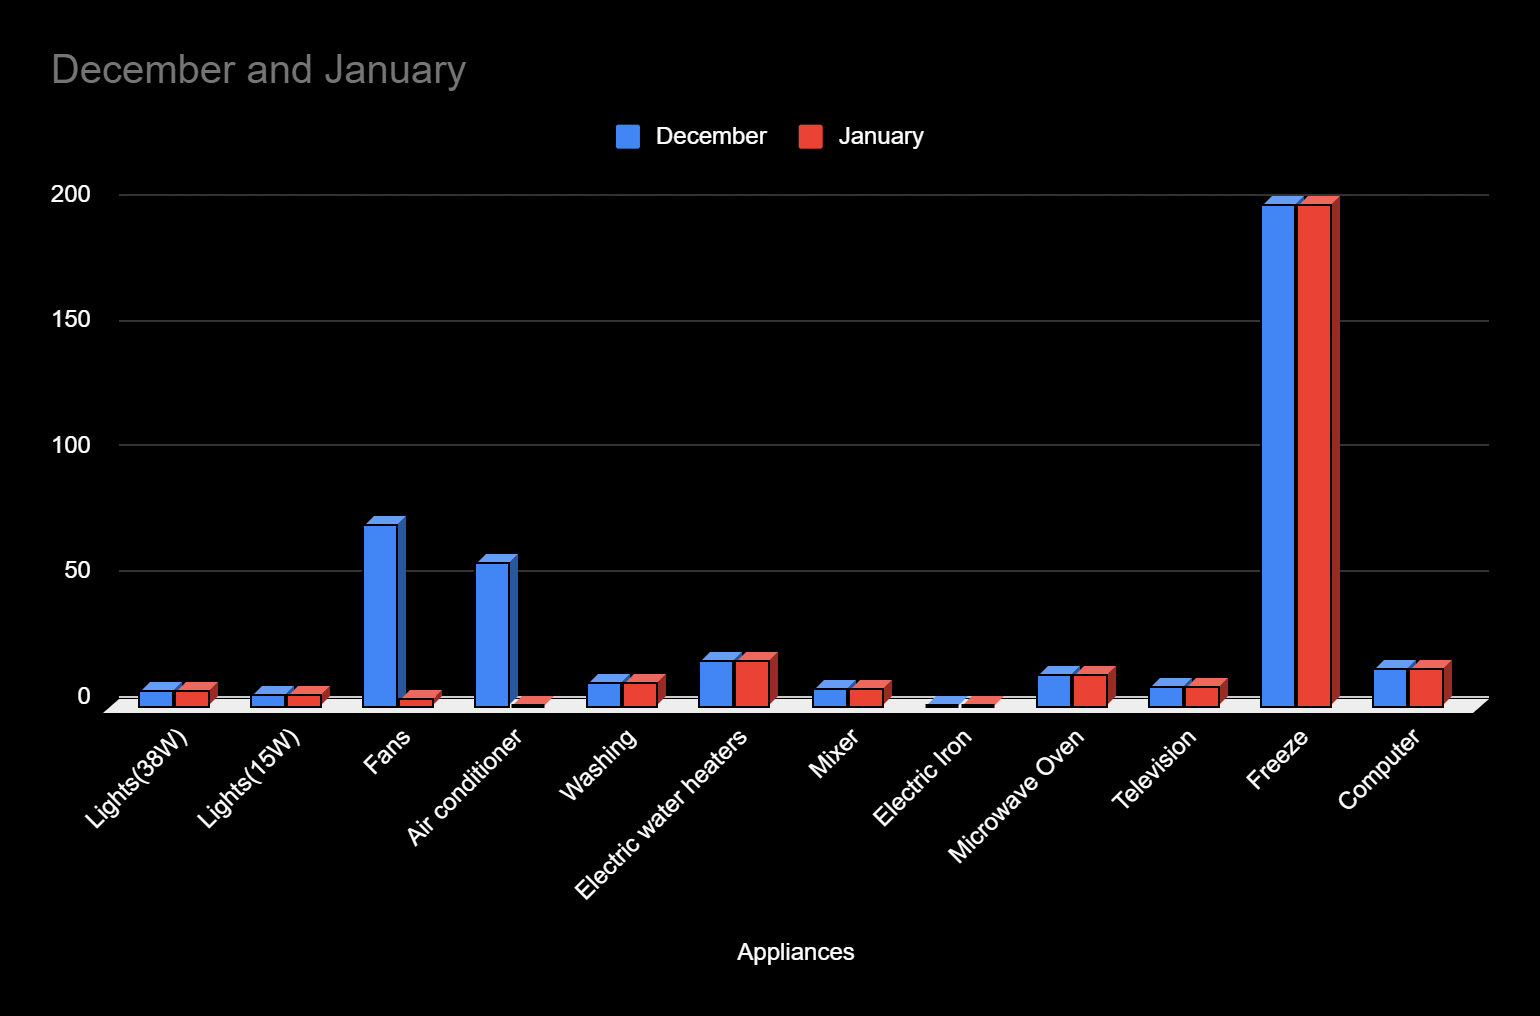 December and January
December January
200
150
100
50
0
Lights(38W)
Lights(15W)
Fans
Air conditioner
Washing
Electric water heaters
Mixer
Electric Iron
Microwave Oven
Television
Freeze
Computer
Appliances